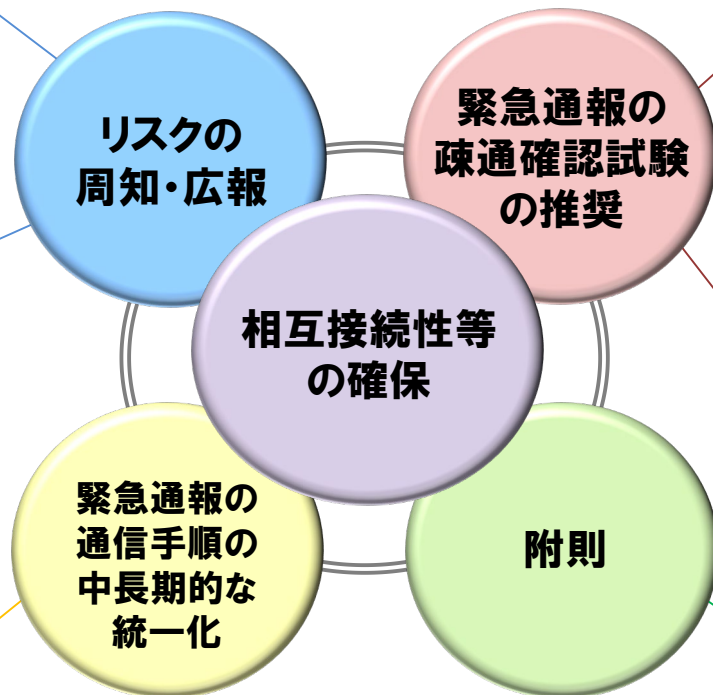 リスクの
周知・広報
緊急通報の
疎通確認試験
の推奨
相互接続性等
の確保
緊急通報の
通信手順の
中長期的な
統一化
附則